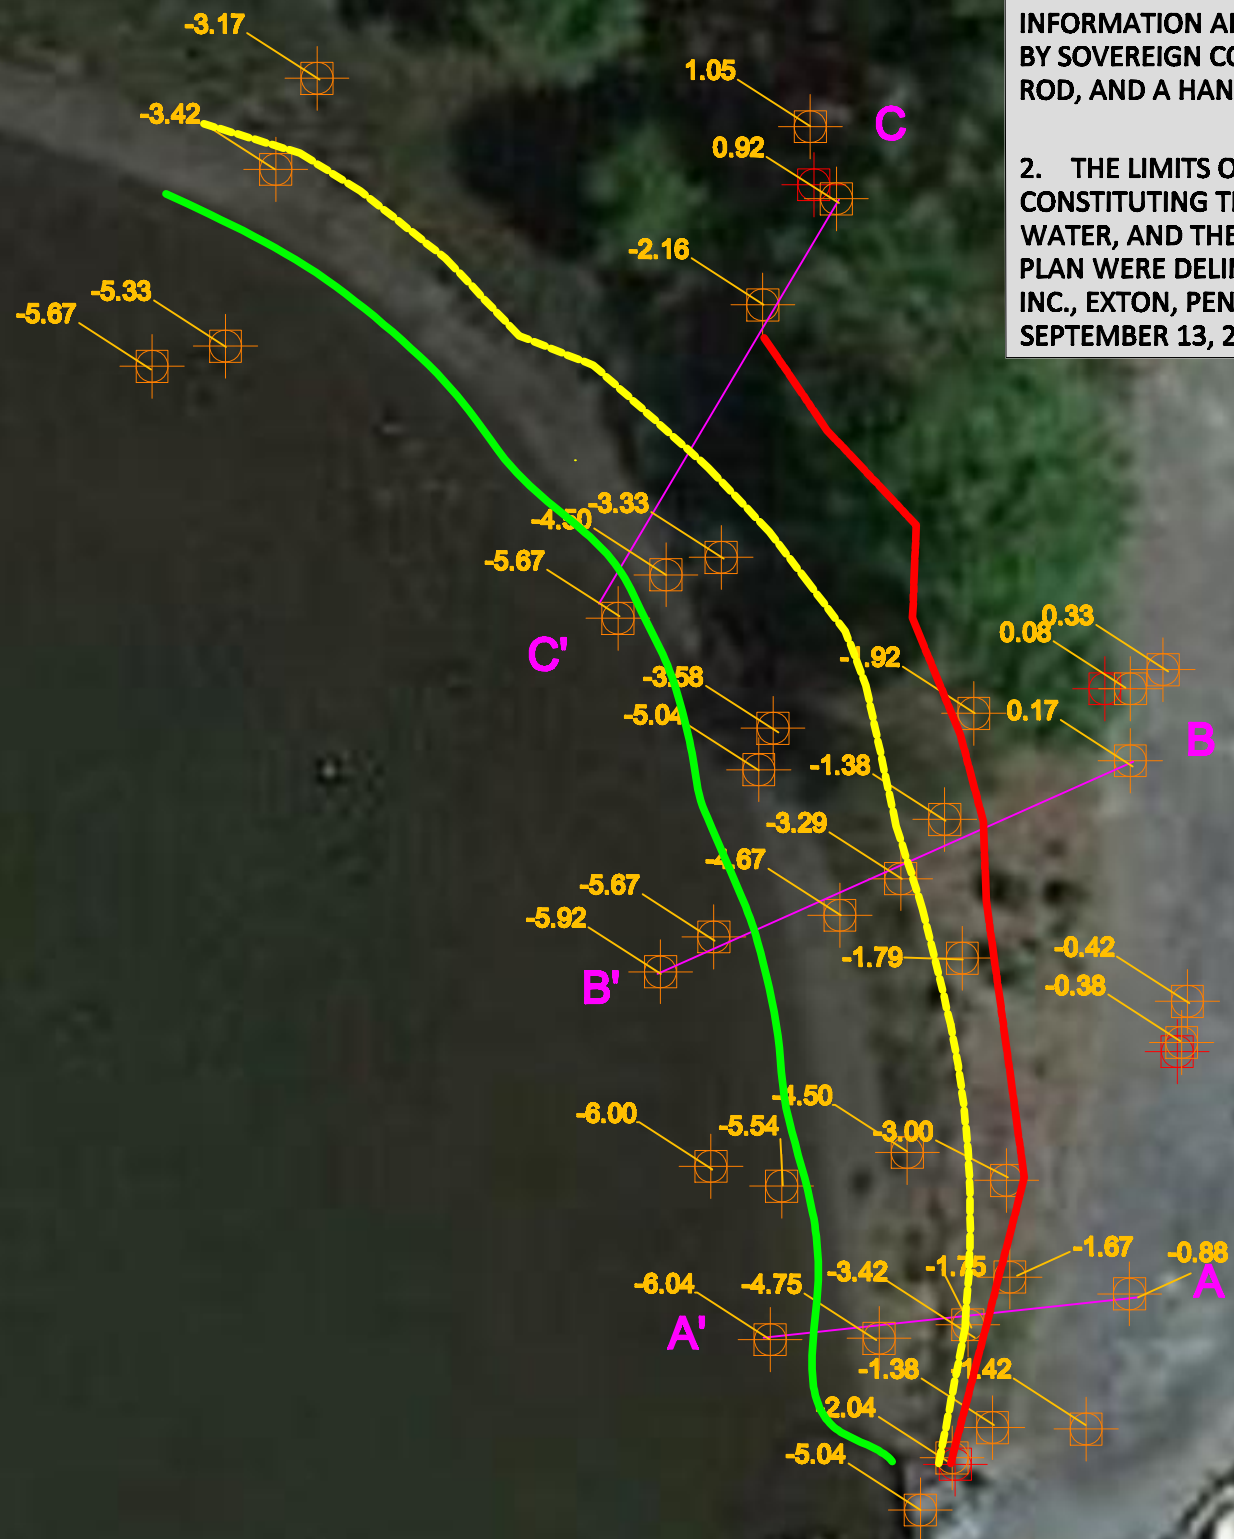 INFORMATION
BY SOVEREIGN
ROD, AND A
2. THE LIMITS
CONSTITUTING
WATER, AND THE
PLAN WERE
INC., EXTON,
SEPTEMBER 13,
-3.17
1.05
C
-3.42
0.92
-2.16
-5.33
-5.67
-3.33
-4.50
-5.67
C'
0.33
0.08
-1.92
-3.58
0.17
-5.04
B
-1.38
-3.29
-4.67
-5.67
-5.92
-1.79
-0.42
B'
-0.38
-4.50
-6.00
-5.54
-3.00
-1.67
-0.88
-1.75
-3.42
A
-6.04
-4.75
A'
-1.38
-1.42
-2.04
-5.04